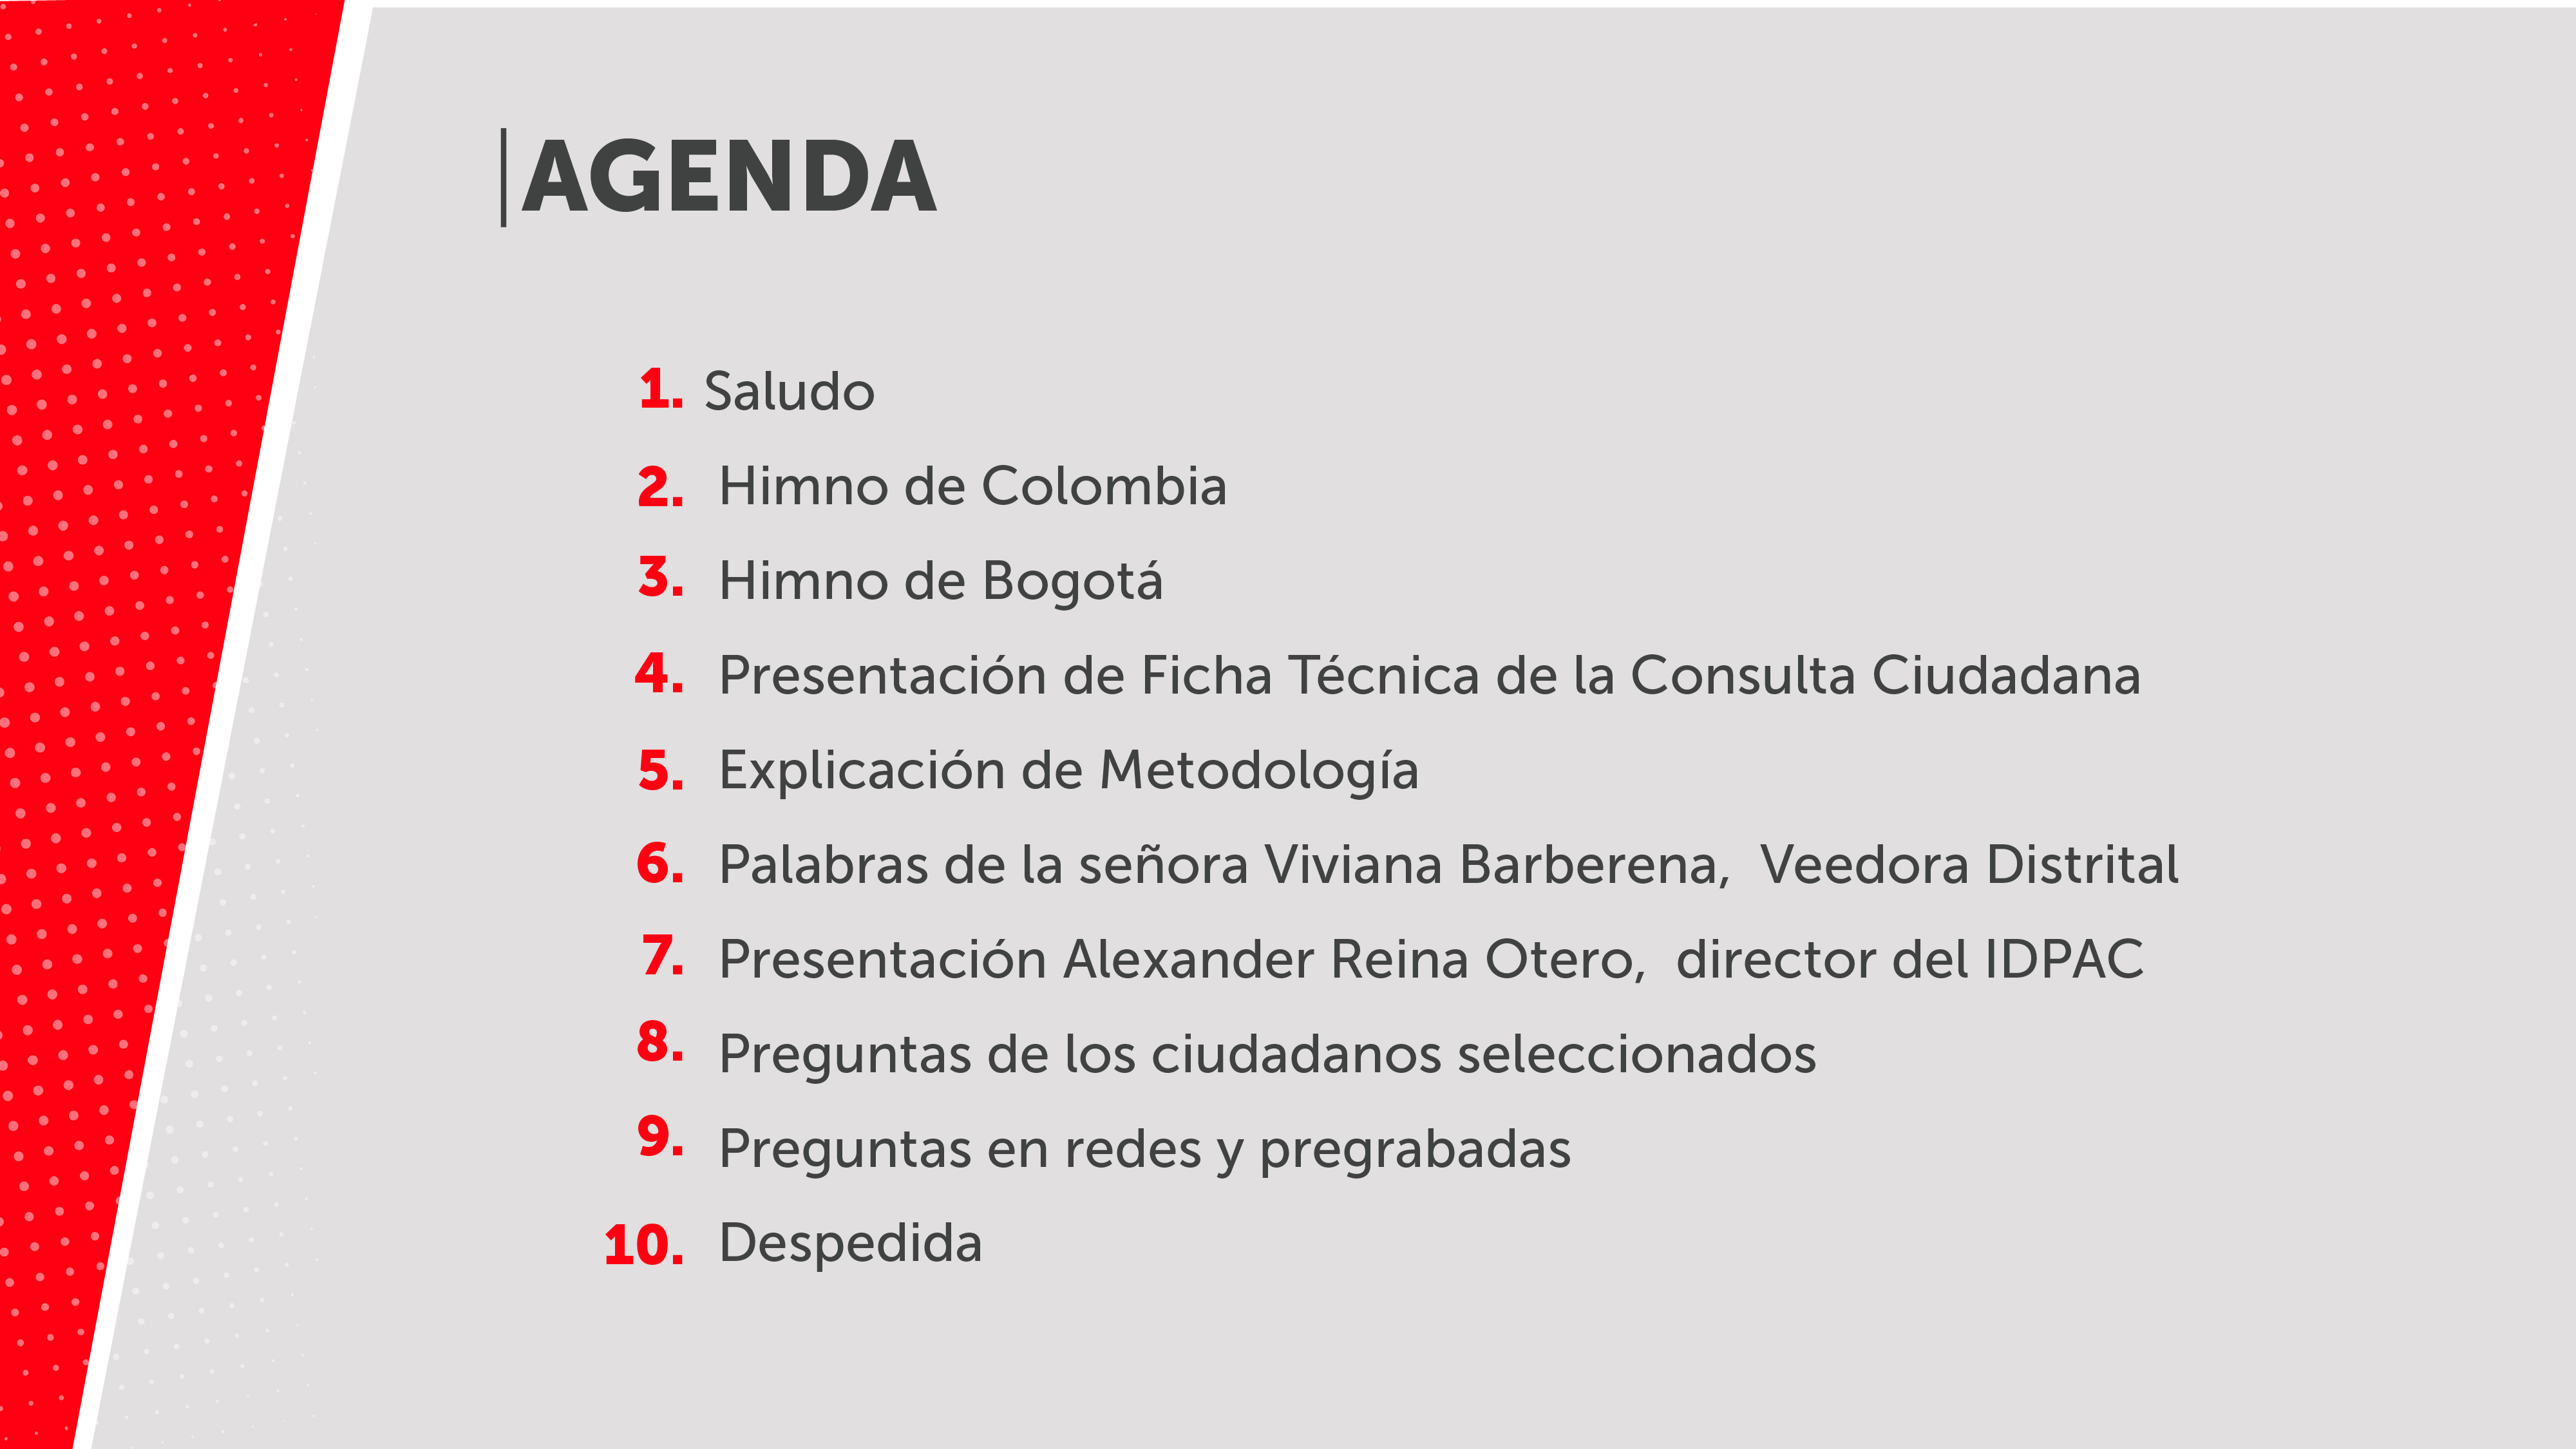 AGENDA
1. Saludo
2. Himno de Colombia
3. Himno de Bogotá
4. Presentación de Ficha Técnica de la Consulta Ciudadana
5. Explicación de Metodología
6. Palabras de la señora Viviana Barberena, Veedora Distrital
7. Presentación Alexander Reina Otero, director del IDPAC
8. Preguntas de los ciudadanos seleccionados
9. Preguntas en redes y pregrabadas
10. Despedida